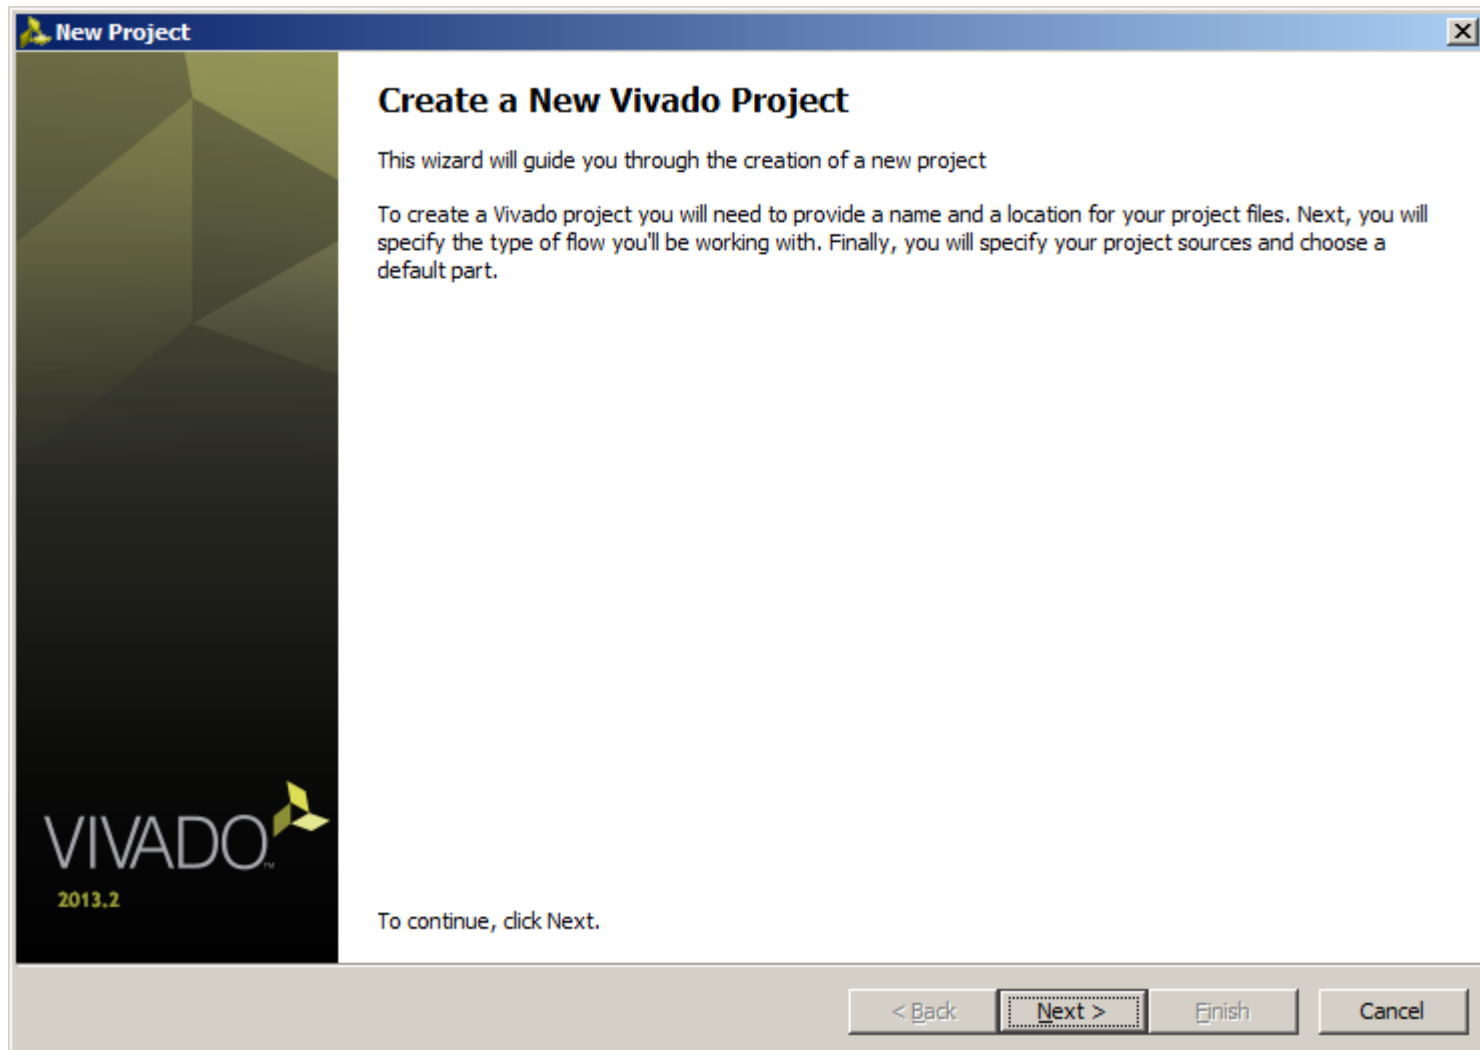 New Project
Create a New Vivado Project
This wizard will guide you through the creation of a new project
To create a Vivado project you will need to provide a name and a location for your project files. Next, you will
specify the type of flow you'll be working with. Finally, you will specify your project sources and choose a
default part.
VIVADO™
2013.2
To continue, click Next.
< Back Next > Finish Cancel